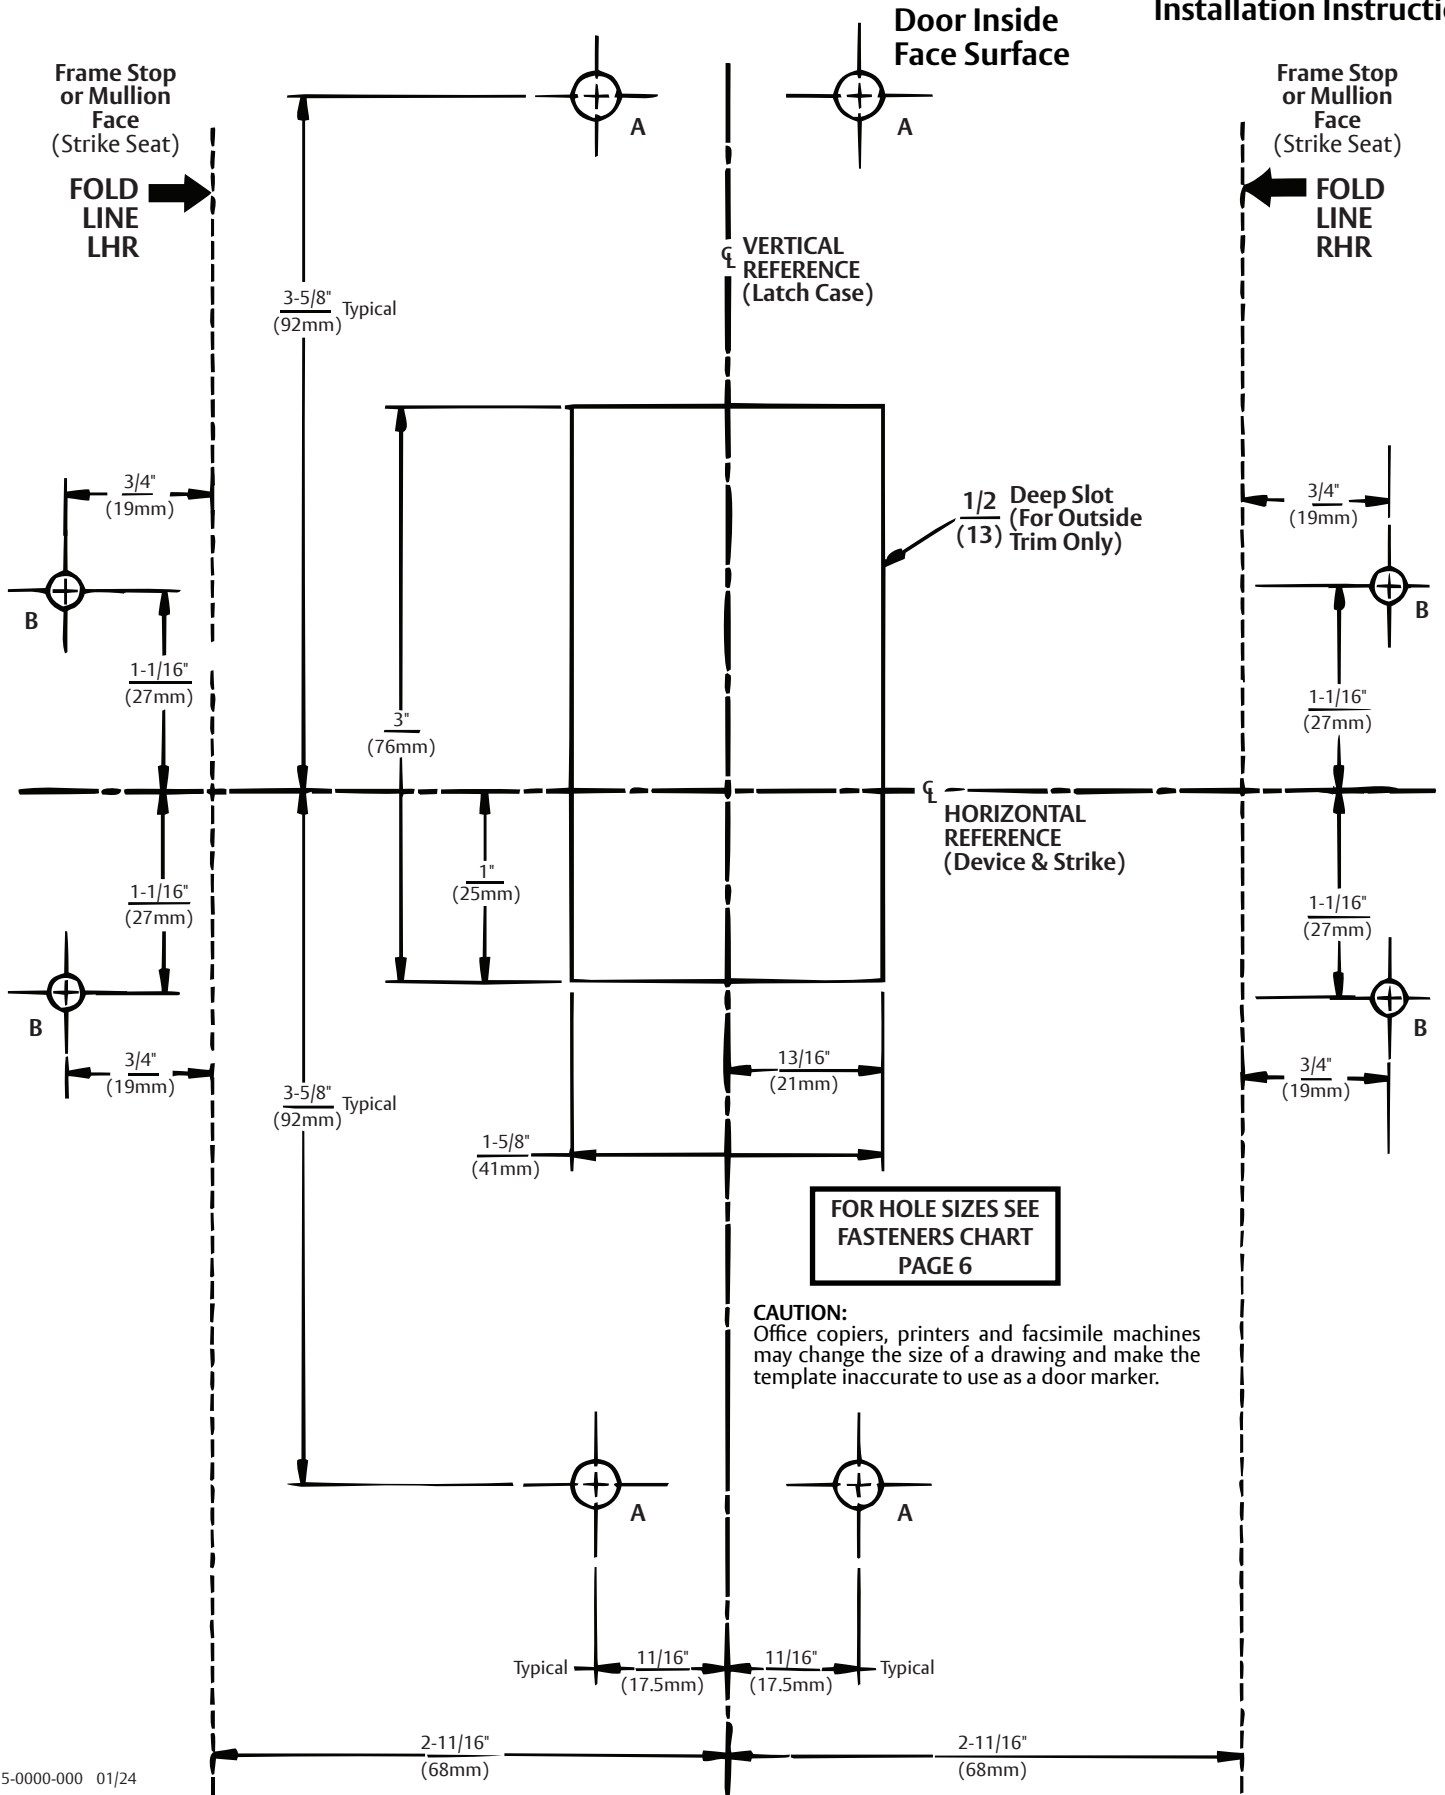 Door Inside
Face Surface
Installation Instructi
Frame Stop
or Mullion
Face
(Strike Seat)
FOLD
LINE
LHR
A
A
Frame Stop
or Mullion
Face
(Strike Seat)
FOLD
LINE
RHR
℄ VERTICAL
REFERENCE
(Latch Case)
3-5/8"
(92mm)
Typical
3/4"
(19mm)
1/2
(13)
Deep Slot
(For Outside
Trim Only)
3/4"
(19mm)
B
B
1-1/16"
(27mm)
3"
(76mm)
1-1/16"
(27mm)
℄
HORIZONTAL
REFERENCE
(Device & Strike)
1-1/16"
(27mm)
1"
(25mm)
1-1/16"
(27mm)
B
B
3/4"
(19mm)
13/16"
(21mm)
3/4"
(19mm)
3-5/8"
(92mm)
Typical
1-5/8"
(41mm)
FOR HOLE SIZES SEE
FASTENERS CHART
PAGE 6
CAUTION:
Office copiers, printers and facsimile machines
may change the size of a drawing and make the
template inaccurate to use as a door marker.
A
A
Typical
11/16"
(17.5mm)
11/16"
(17.5mm)
Typical
2-11/16"
(68mm)
2-11/16"
(68mm)
5-0000-000 01/24